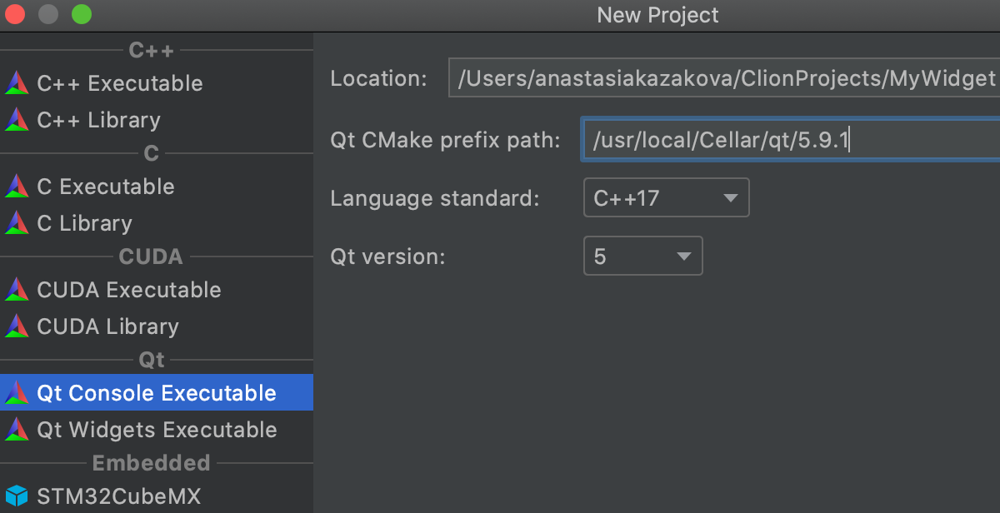 New Project
C++
C++ Executable
C++ Library
C
C Executable
C Library
CUDA
CUDA Executable
CUDA Library
Qt
Qt Console Executable
Qt Widgets Executable
Embedded
STM32CubeMX
Location: /Users/anastasiakazakova/ClionProjects/MyWidget
Qt CMake prefix path: /usr/local/Cellar/qt/5.9.1
Language standard: C++17
Qt version: 5